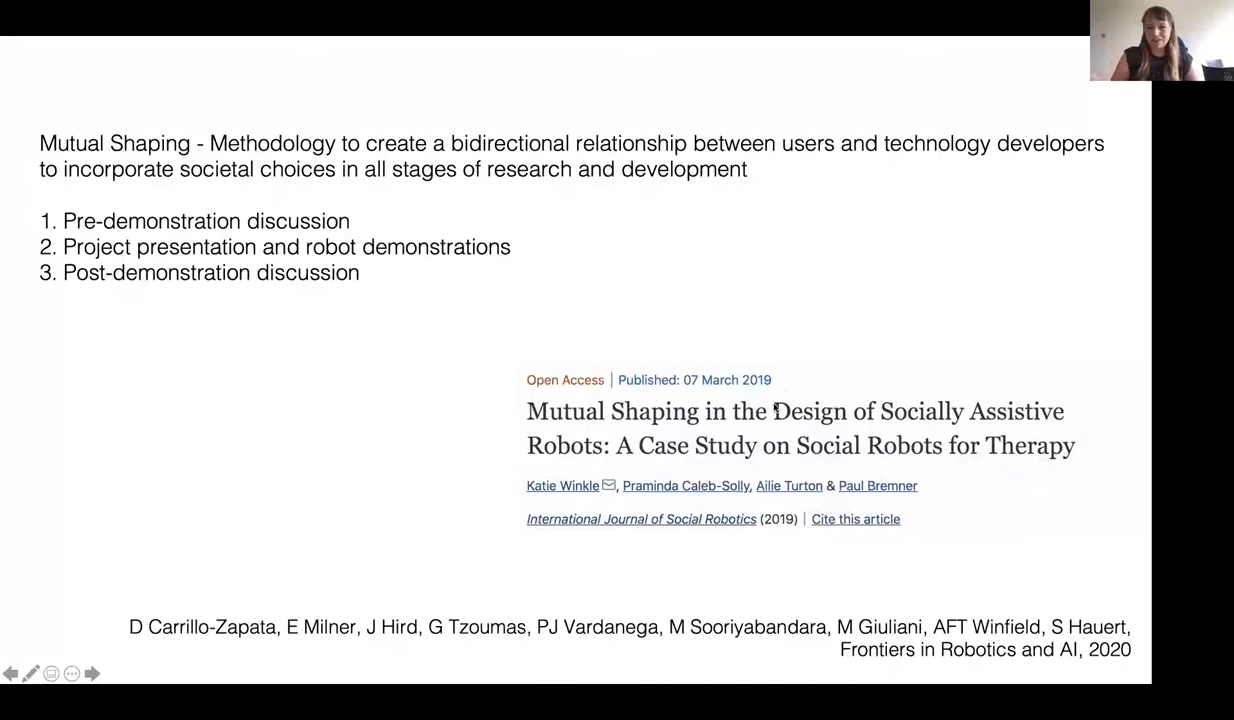 Mutual Shaping - Methodology to create a bidirectional relationship between users and technology developers
to incorporate societal choices in all stages of research and development
1. Pre-demonstration discussion
2. Project presentation and robot demonstrations
3. Post-demonstration discussion
Open Access | Published: 07 March 2019
Mutual Shaping in the Design of Socially Assistive
Robots: A Case Study on Social Robots for Therapy
Katie Winkle, Praminda Caleb-Solly, Ailie Turton & Paul Bremner
International Journal of Social Robotics (2019) | Cite this article
D Carrillo-Zapata, E Milner, J Hird, G Tzoumas, PJ Vardanega, M Sooriyabandara, M Giuliani, AFT Winfield, S Hauert,
Frontiers in Robotics and AI, 2020